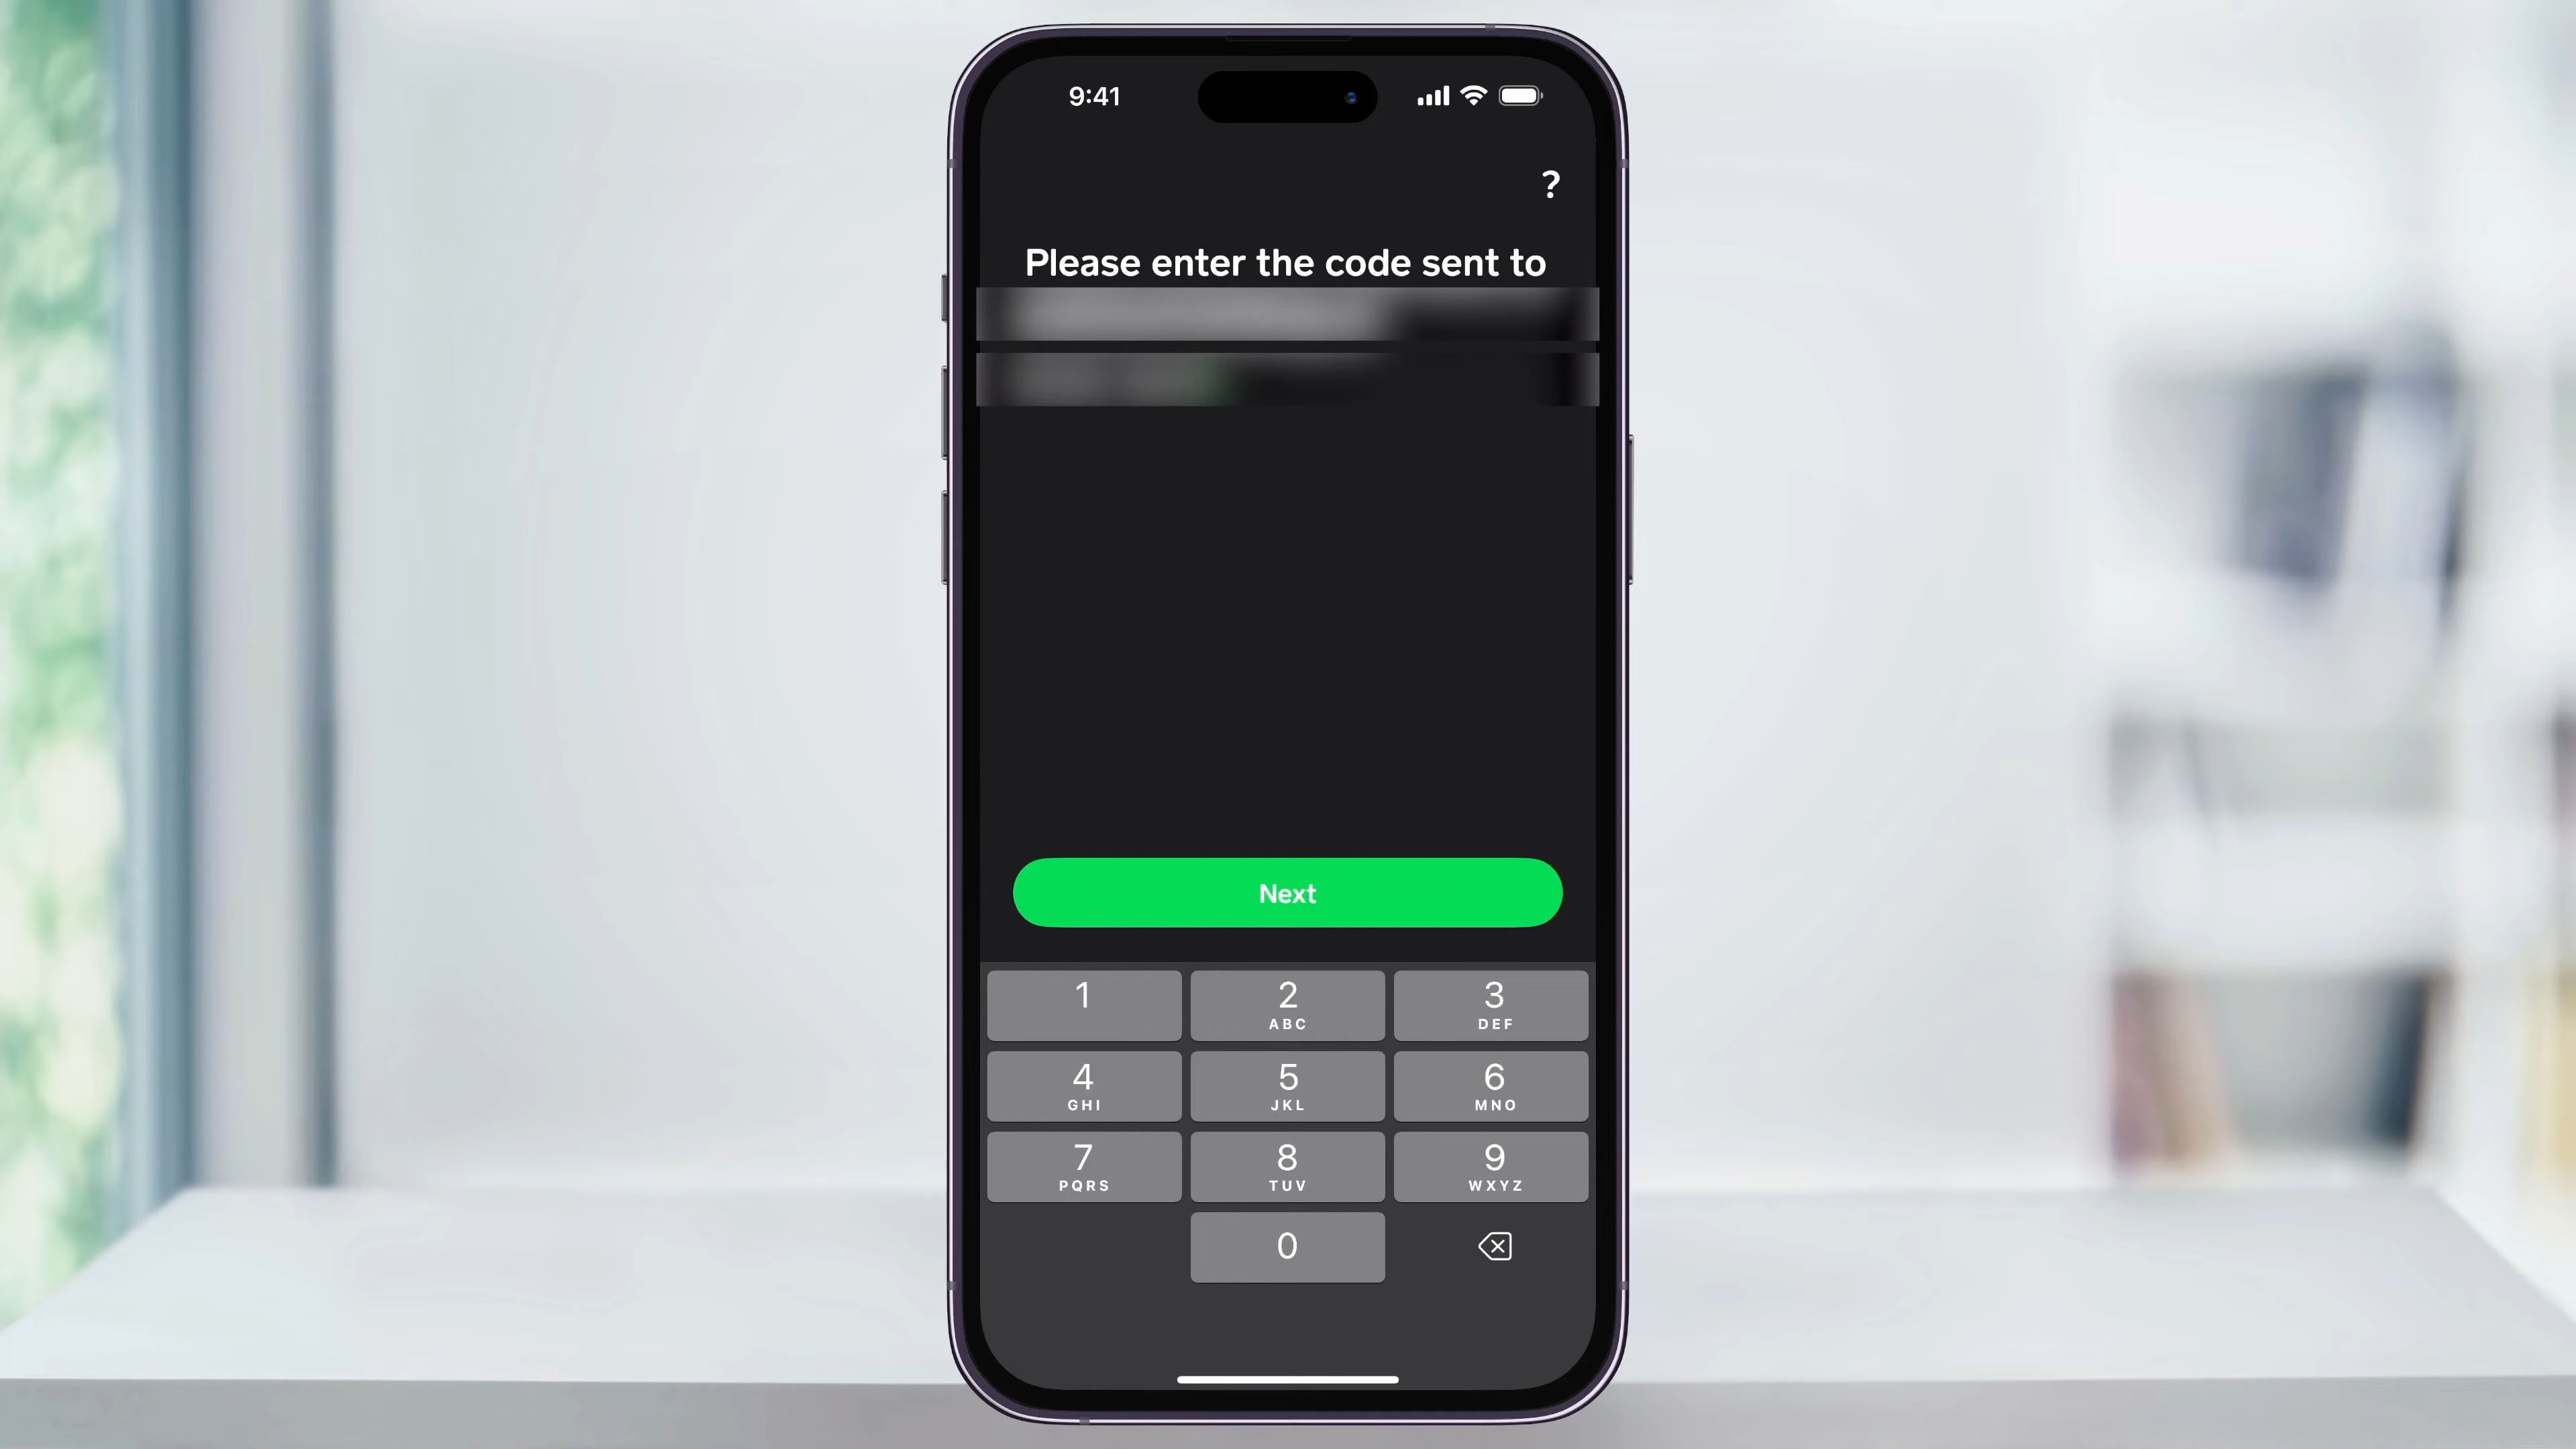 9:41
?
Please enter the code sent to
Next
1
2
ABC
3
DEF
4
GHI
5
JKL
6
MNO
7
PQRS
8
TUV
9
WXYZ
0